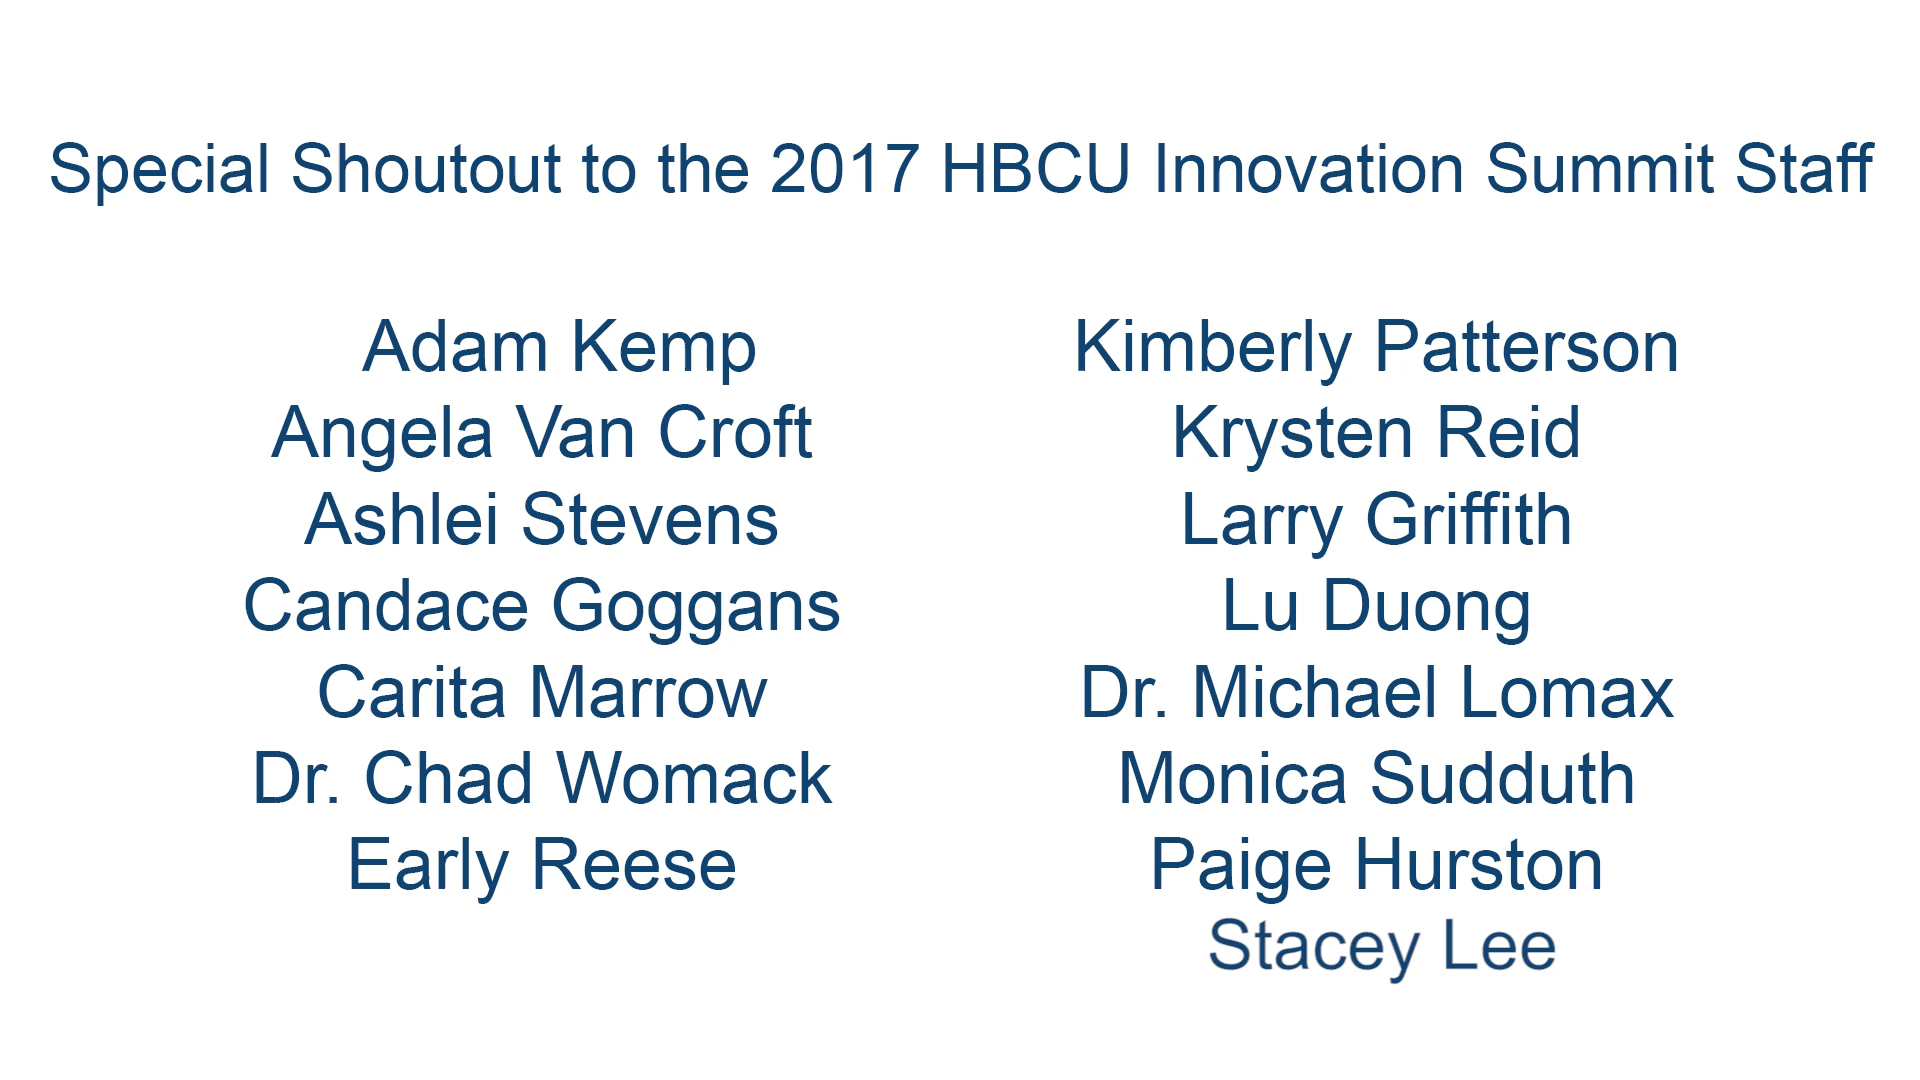 Special Shoutout to the 2017 HBCU Innovation Summit Staff
Adam Kemp
Angela Van Croft
Ashlei Stevens
Candace Goggans
Carita Marrow
Dr. Chad Womack
Early Reese
Kimberly Patterson
Krysten Reid
Larry Griffith
Lu Duong
Dr. Michael Lomax
Monica Sudduth
Paige Hurston
Stacey Lee